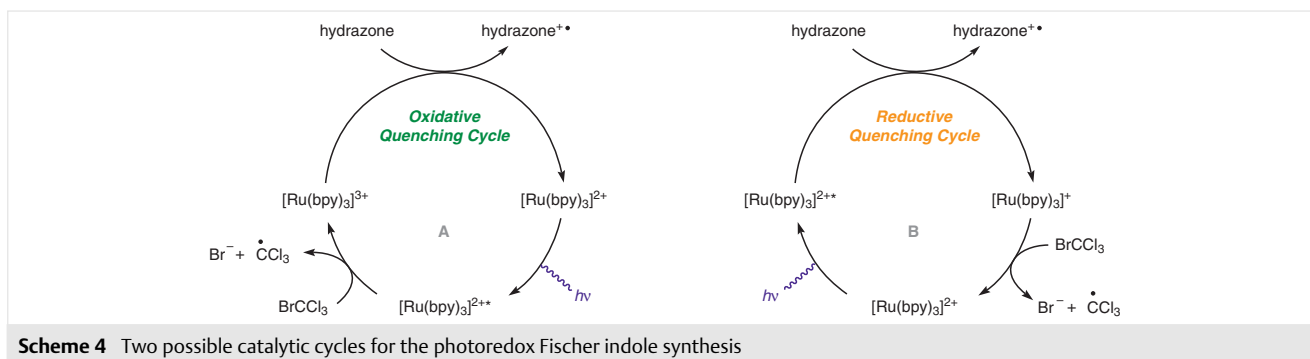 hydrazone
hydrazone⁺•
Oxidative
Quenching Cycle
[Ru(bpy)₃]³⁺
[Ru(bpy)₃]²⁺
A
Br⁻ + •CCl₃
BrCCl₃
[Ru(bpy)₃]²⁺*
hν
hydrazone
hydrazone⁺•
Reductive
Quenching Cycle
[Ru(bpy)₃]²⁺*
[Ru(bpy)₃]⁺
B
BrCCl₃
hν
[Ru(bpy)₃]²⁺
Br⁻ + •CCl₃
Scheme 4 Two possible catalytic cycles for the photoredox Fischer indole synthesis